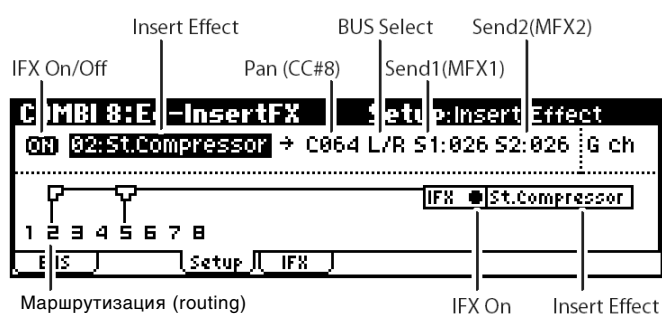 Insert Effect BUS Select Send2(MFX2)
IFX On/Off Pan (CC#8) Send1(MFX1)
COMBI 8:Ed-InsertFX Setup:Insert Effect
ON 02:St.Compressor → C064 L/R S1:026 S2:026 G ch
IFX ● St.Compressor
1 2 3 4 5 6 7 8
BUS Setup IFX
Маршрутизация (routing) IFX On Insert Effect